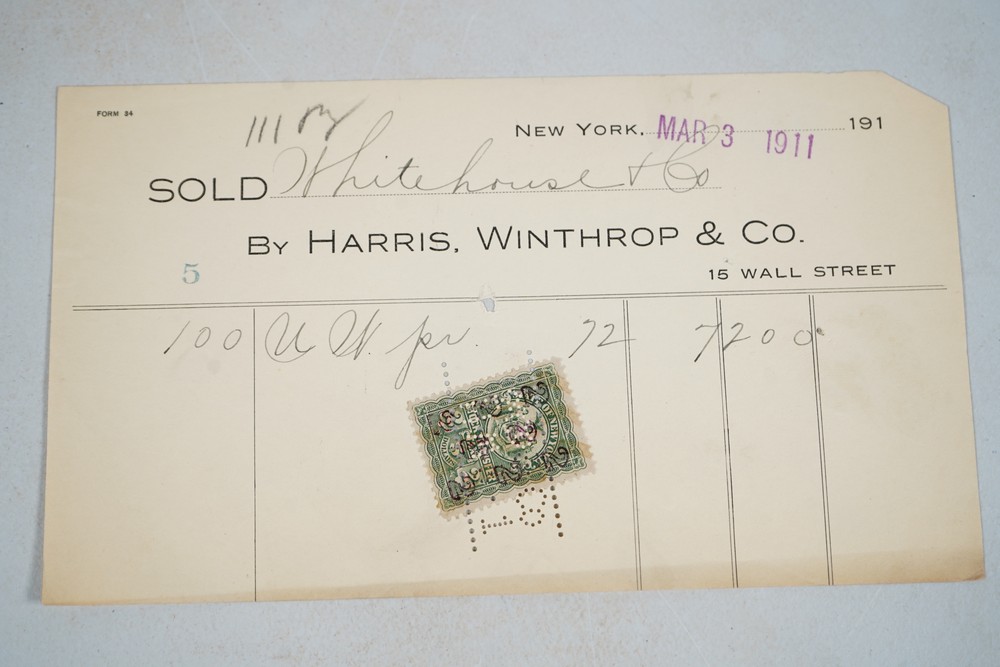 FORM 84
111
NEW YORK, MAR 3 1911 191
SOLD Whitehouse & Co
BY HARRIS, WINTHROP & CO.
5
15 WALL STREET
100 U W. pr. 72 7200